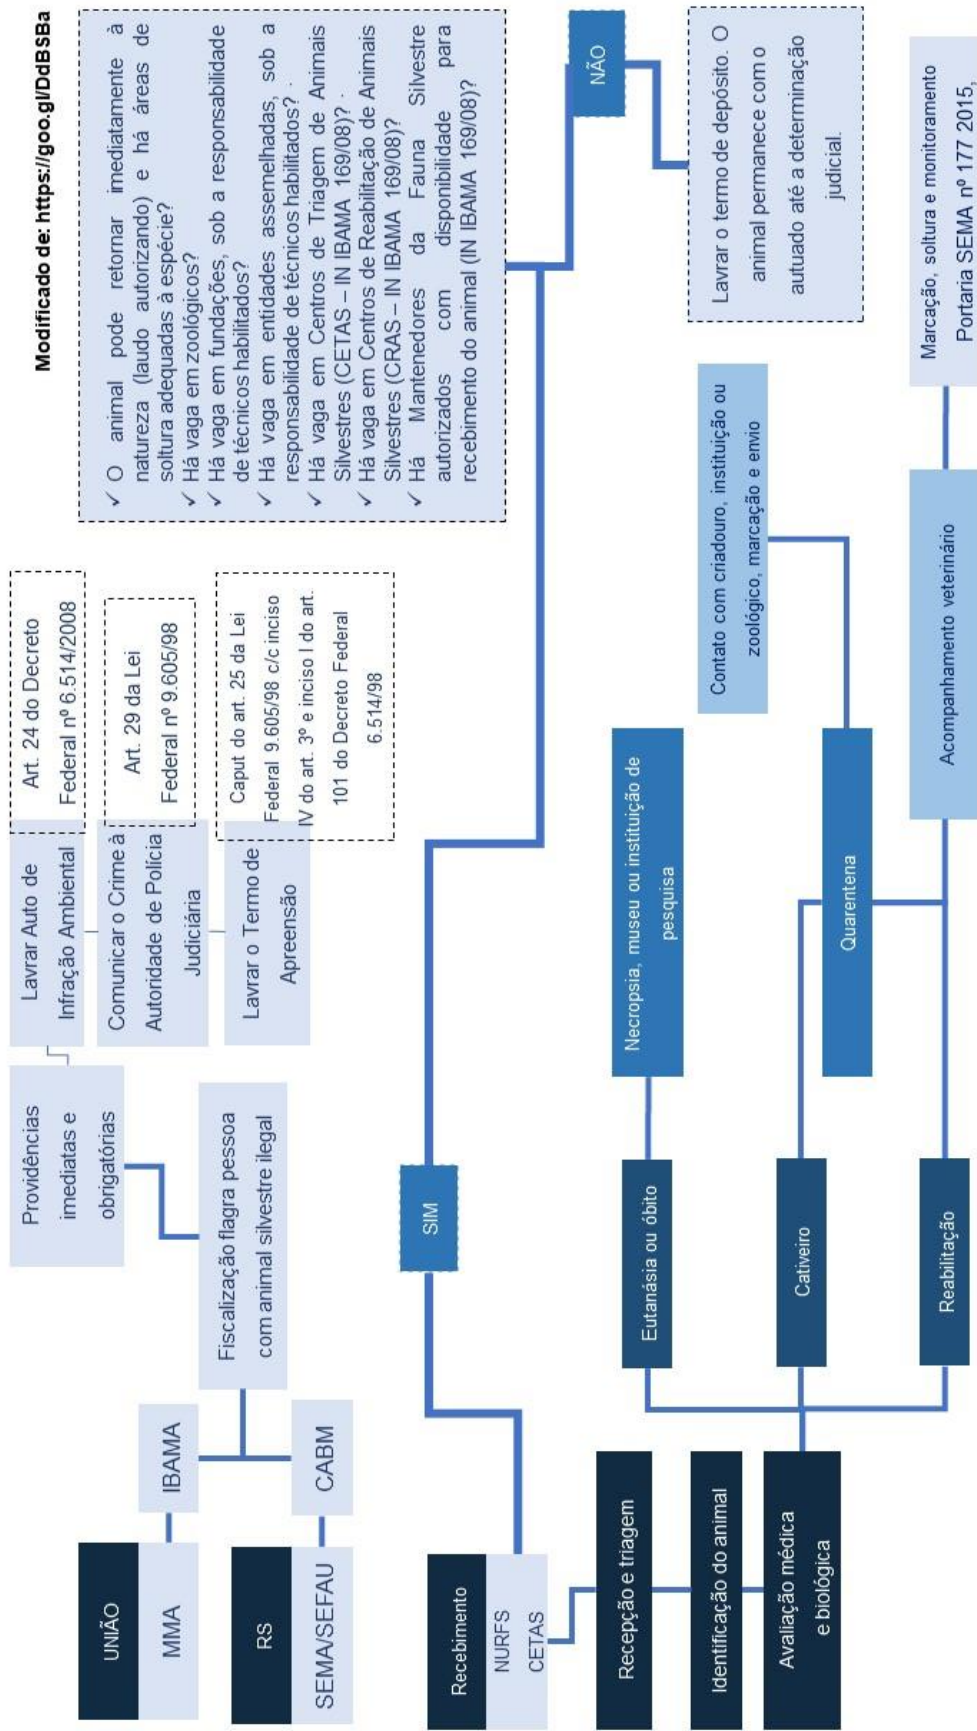 Modificado de: https://goo.gl/DdBSBa
UNIÃO
MMA
IBAMA
RS
SEMA/SEFAU
CABM
Fiscalização flagra pessoa
com animal silvestre ilegal
Providências
imediatas e
obrigatórias
Lavrar Auto de
Infração Ambiental
Art. 24 do Decreto
Federal nº 6.514/2008
Comunicar o Crime à
Autoridade de Polícia
Judiciária
Art. 29 da Lei
Federal nº 9.605/98
Lavrar o Termo de
Apreensão
Caput do art. 25 da Lei
Federal 9.605/98 c/c inciso
IV do art. 3º e inciso I do art.
101 do Decreto Federal
6.514/98
✓ O animal pode retornar imediatamente à
natureza (laudo autorizando) e há áreas de
soltura adequadas à espécie?
✓ Há vaga em zoológicos?
✓ Há vaga em fundações, sob a responsabilidade
de técnicos habilitados?
✓ Há vaga em entidades assemelhadas, sob a
responsabilidade de técnicos habilitados? .
✓ Há vaga em Centros de Triagem de Animais
Silvestres (CETAS – IN IBAMA 169/08)? .
✓ Há vaga em Centros de Reabilitação de Animais
Silvestres (CRAS – IN IBAMA 169/08)?
✓ Há Mantenedores da Fauna Silvestre
autorizados com disponibilidade para
recebimento do animal (IN IBAMA 169/08)?
SIM
NÃO
Lavrar o termo de depósito. O
animal permanece com o
autuado até a determinação
judicial.
Recebimento
NURFS
CETAS
Recepção e triagem
Identificação do animal
Avaliação médica
e biológica
Eutanásia ou óbito
Necropsia, museu ou instituição de
pesquisa
Cativeiro
Quarentena
Contato com criadouro, instituição ou
zoológico, marcação e envio
Reabilitação
Acompanhamento veterinário
Marcação, soltura e monitoramento
Portaria SEMA nº 177 2015,